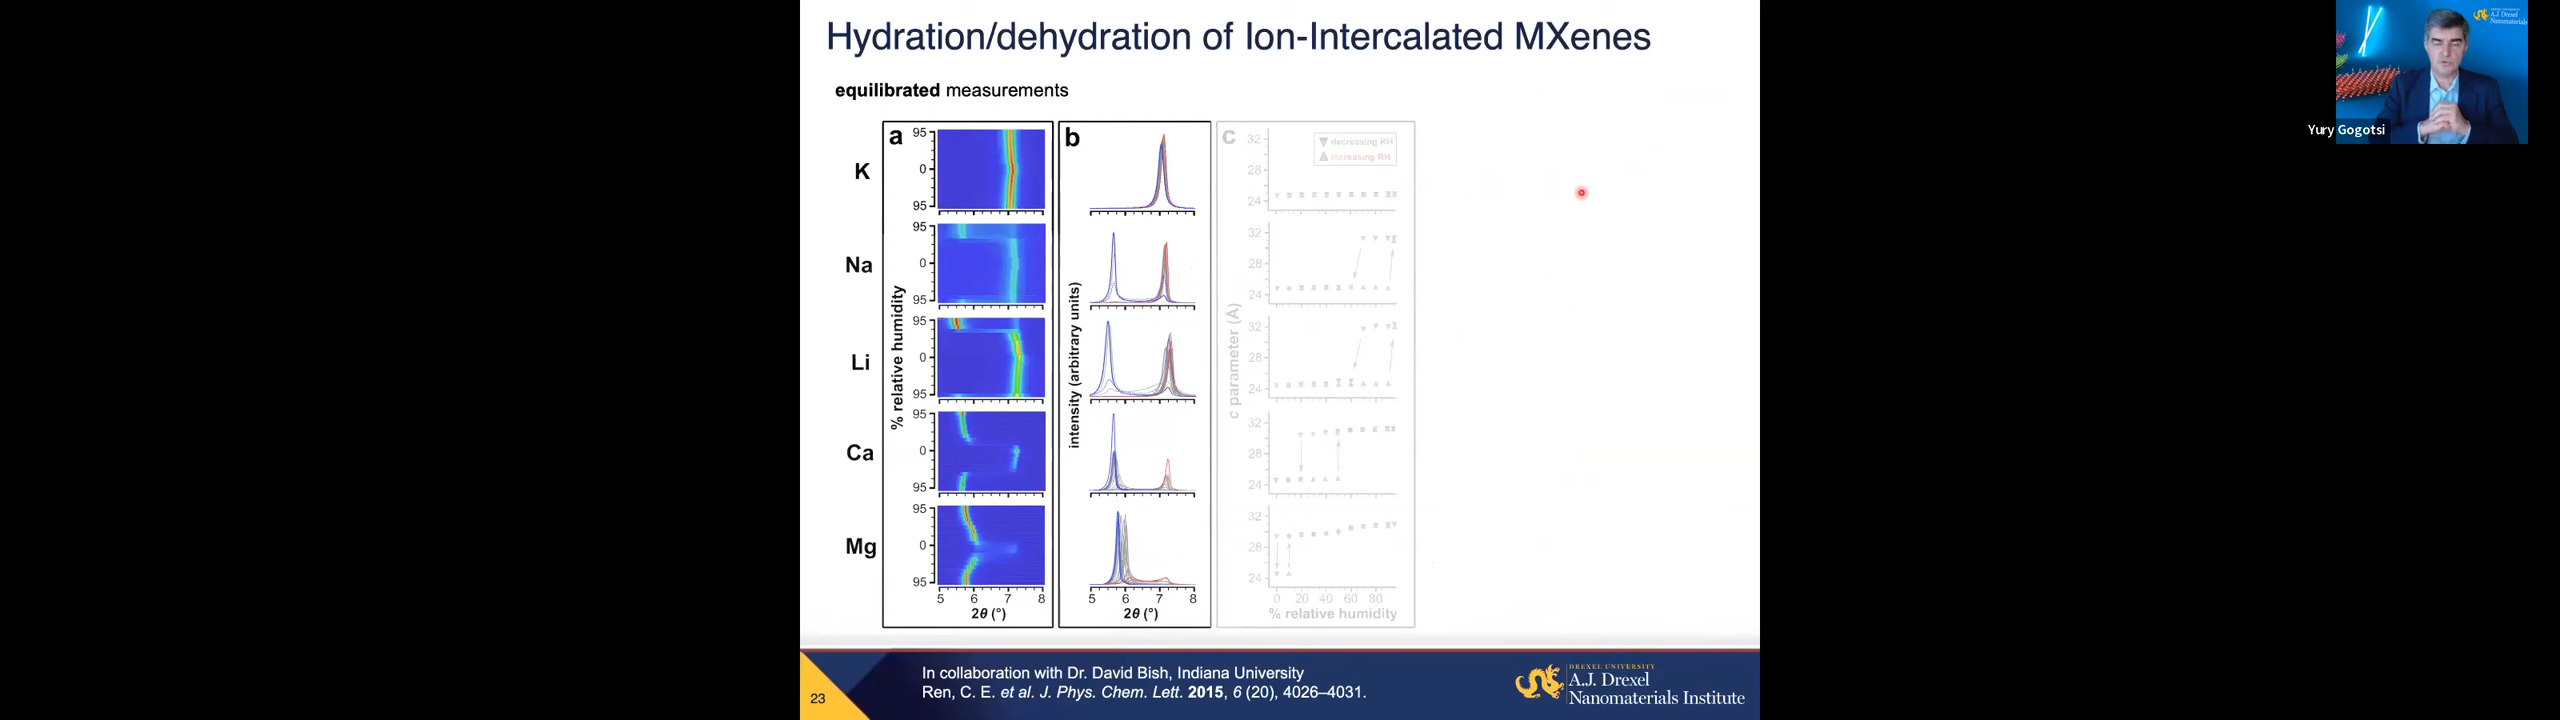 Hydration/dehydration of Ion-Intercalated MXenes
equilibrated measurements
DREXEL UNIVERSITY
A.J. Drexel
Nanomaterials
Yury Gogotsi
K
Na
Li
Ca
Mg
a
% relative humidity
95
0
95
95
0
95
95
0
95
95
0
95
95
0
95
5 6 7 8
2θ (°)
b
intensity (arbitrary units)
5 6 7 8
2θ (°)
c
decreasing RH
increasing RH
c parameter (Å)
32
28
24
32
28
24
32
28
24
32
28
24
32
28
24
0 20 40 60 80
% relative humidity
23
In collaboration with Dr. David Bish, Indiana University
Ren, C. E. et al. J. Phys. Chem. Lett. 2015, 6 (20), 4026–4031.
DREXEL UNIVERSITY
A.J. Drexel
Nanomaterials Institute